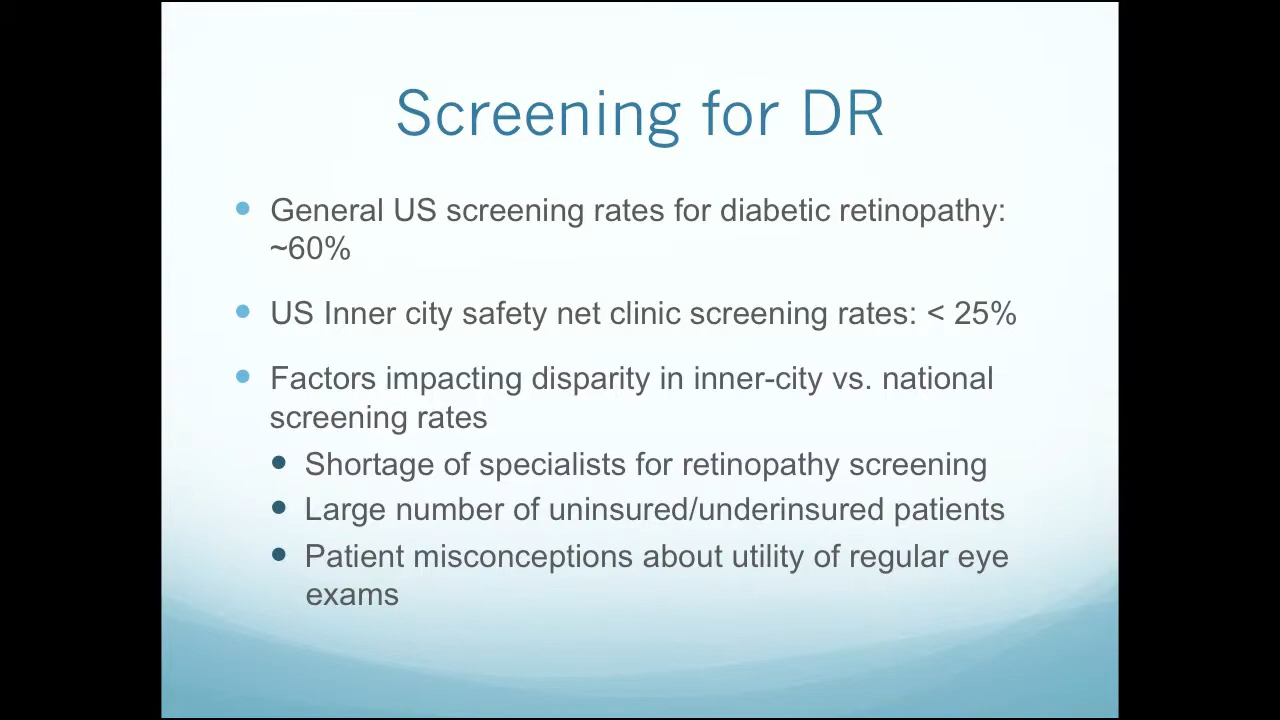 Screening for DR
General US screening rates for diabetic retinopathy:
~60%
US Inner city safety net clinic screening rates: < 25%
Factors impacting disparity in inner-city vs. national
screening rates
Shortage of specialists for retinopathy screening
Large number of uninsured/underinsured patients
Patient misconceptions about utility of regular eye
exams